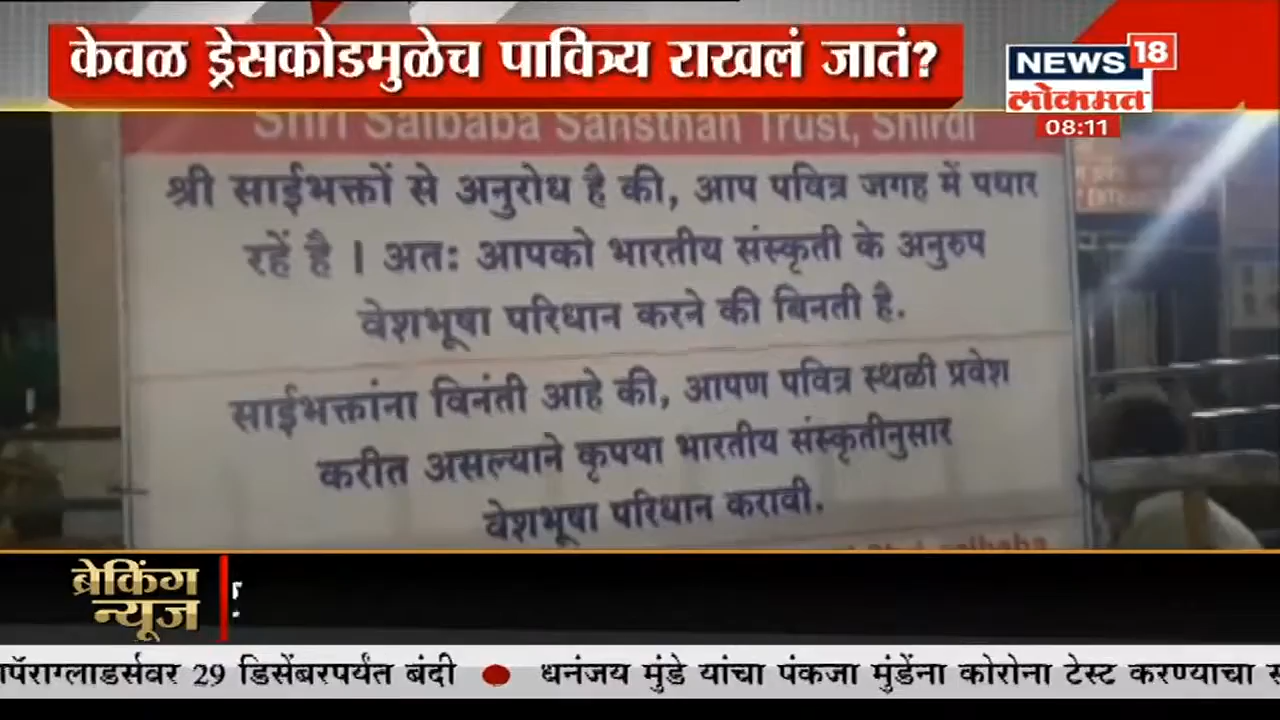 केवळ ड्रेसकोडमुळेच पावित्र्य राखलं जातं?
NEWS 18
लोकमत
08:11
Shri Saibaba Sansthan Trust, Shirdi
श्री साईभक्तों से अनुरोध है की, आप पवित्र जगह में पधार
रहें है । अतः आपको भारतीय संस्कृती के अनुरुप
वेशभूषा परिधान करने की बिनती है.
साईभक्तांना विनंती आहे की, आपण पवित्र स्थळी प्रवेश
करीत असल्याने कृपया भारतीय संस्कृतीनुसार
वेशभूषा परिधान करावी.
ब्रेकिंग
न्यूज
पॅराग्लाडर्सवर 29 डिसेंबरपर्यंत बंदी ● धनंजय मुंडे यांचा पंकजा मुंडेंना कोरोना टेस्ट करण्याचा